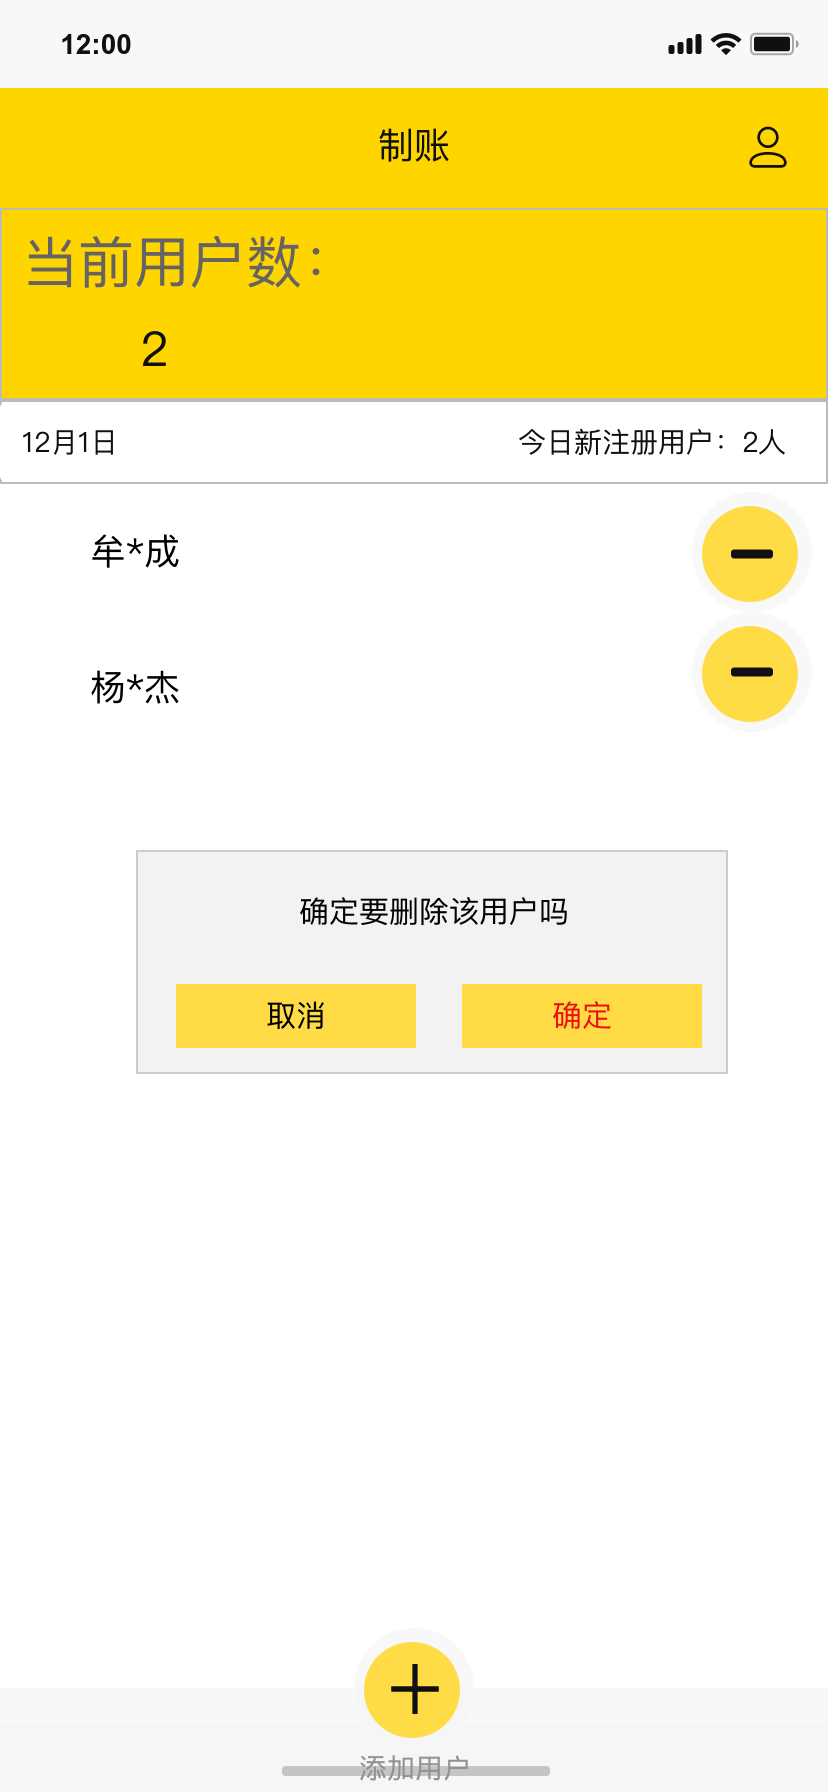 12:00
制账
当前用户数：
2
12月1日
今日新注册用户：2人
牟*成
杨*杰
确定要删除该用户吗
取消
确定
添加用户